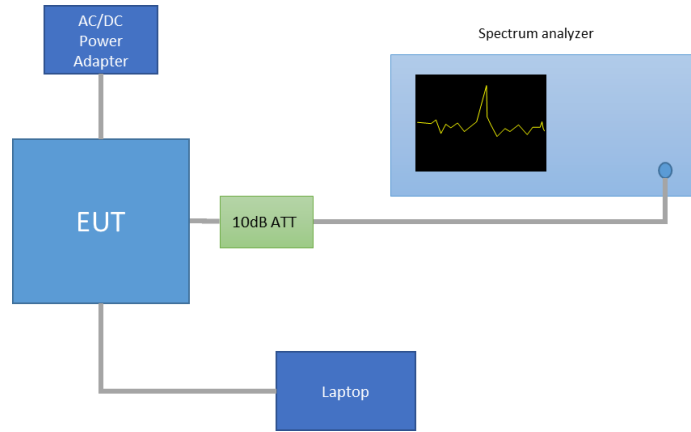 AC/DC
Power
Adapter
Spectrum analyzer
EUT
10dB ATT
Laptop